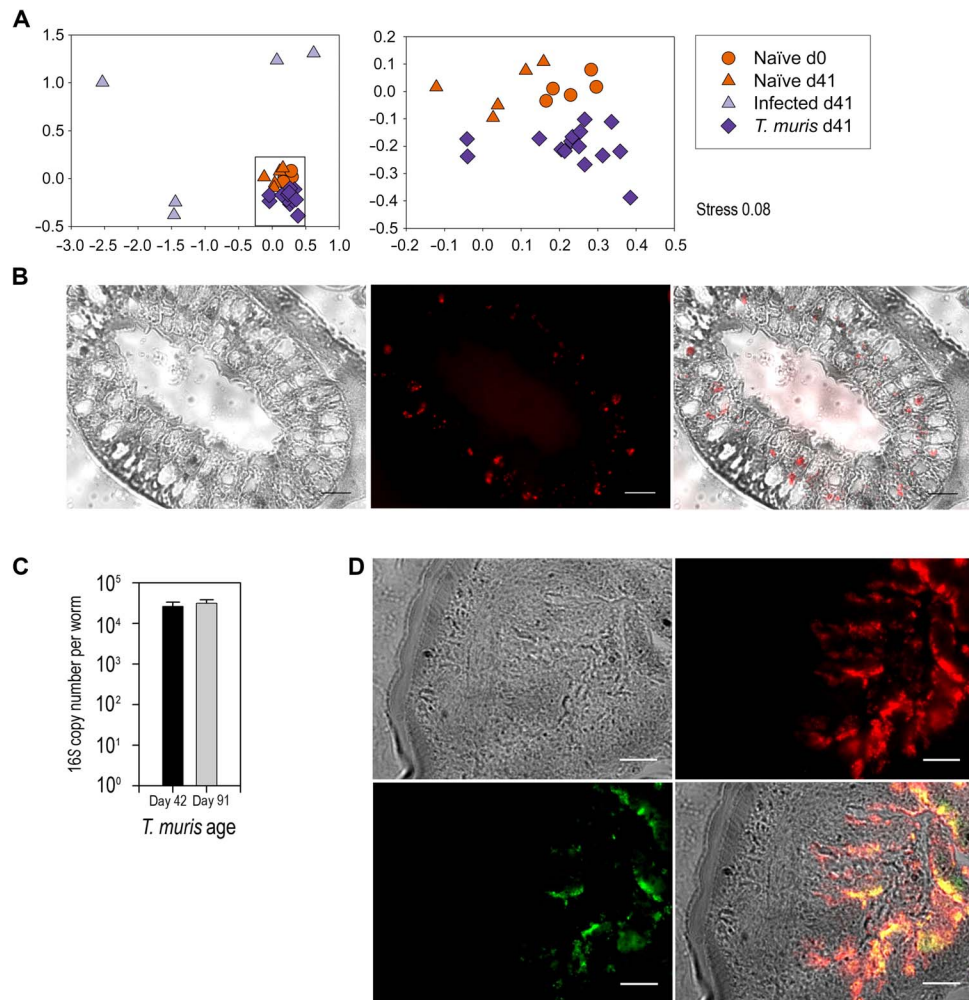 A
1.5
1.0
0.5
0.0
−0.5
−3.0 −2.5 −2.0 −1.5 −1.0 −0.5 0.0 0.5 1.0
0.2
0.1
0.0
−0.1
−0.2
−0.3
−0.4
−0.5
−0.2 −0.1 0.0 0.1 0.2 0.3 0.4 0.5
Naïve d0
Naïve d41
Infected d41
T. muris d41
Stress 0.08
B
C
16S copy number per worm
10⁵
10⁴
10³
10²
10¹
10⁰
Day 42 Day 91
T. muris age
D